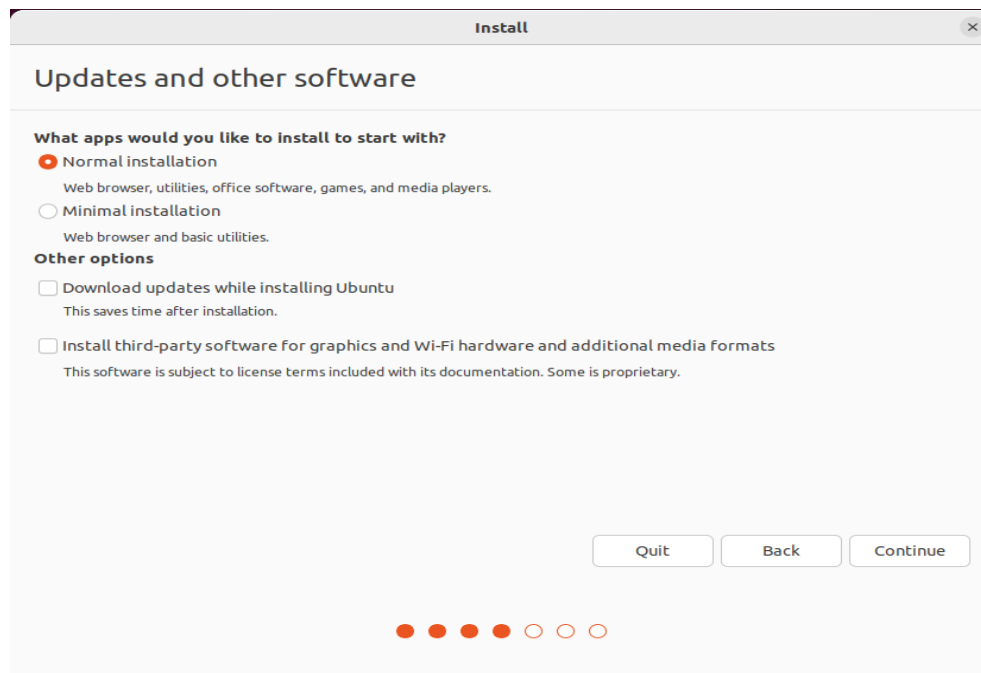 Install
Updates and other software
What apps would you like to install to start with?
Normal installation
Web browser, utilities, office software, games, and media players.
Minimal installation
Web browser and basic utilities.
Other options
Download updates while installing Ubuntu
This saves time after installation.
Install third-party software for graphics and Wi-Fi hardware and additional media formats
This software is subject to license terms included with its documentation. Some is proprietary.
Quit Back Continue